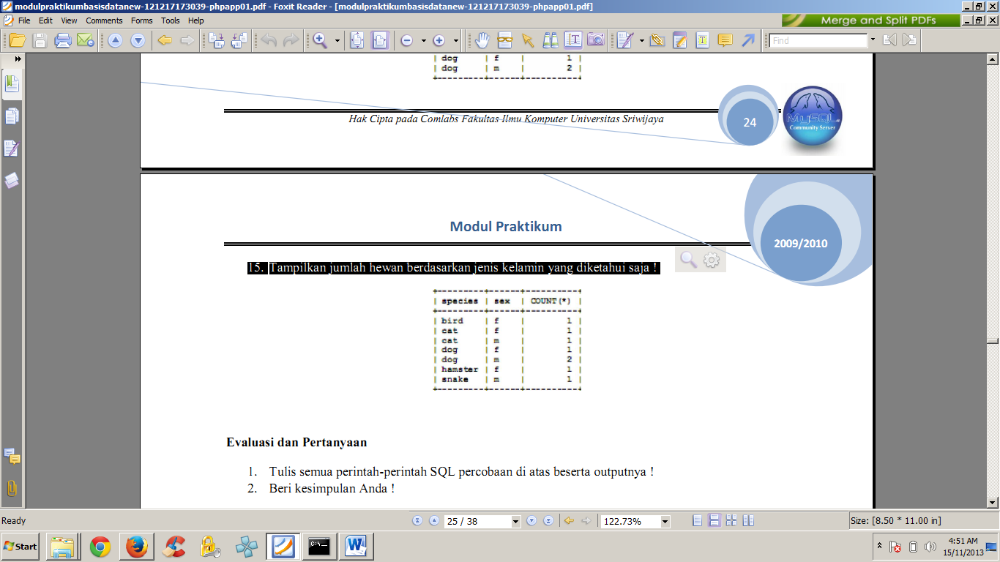 modulpraktikumbasisdatanew-121217173039-phpapp01.pdf - Foxit Reader - [modulpraktikumbasisdatanew-121217173039-phpapp01.pdf]
File Edit View Comments Forms Tools Help
Merge and Split PDFs
Find
| dog | f | 1 |
| dog | m | 2 |
+---------+------+----------+
Hak Cipta pada Comlabs Fakultas Ilmu Komputer Universitas Sriwijaya
24
MySQL
Community Server
Modul Praktikum
2009/2010
15. Tampilkan jumlah hewan berdasarkan jenis kelamin yang diketahui saja !
+---------+------+----------+
| species | sex | COUNT(*) |
+---------+------+----------+
| bird | f | 1 |
| cat | f | 1 |
| cat | m | 1 |
| dog | f | 1 |
| dog | m | 2 |
| hamster | f | 1 |
| snake | m | 1 |
+---------+------+----------+
Evaluasi dan Pertanyaan
1. Tulis semua perintah-perintah SQL percobaan di atas beserta outputnya !
2. Beri kesimpulan Anda !
Ready
25 / 38
122.73%
Size: [8.50 * 11.00 in]
Start
4:51 AM
15/11/2013